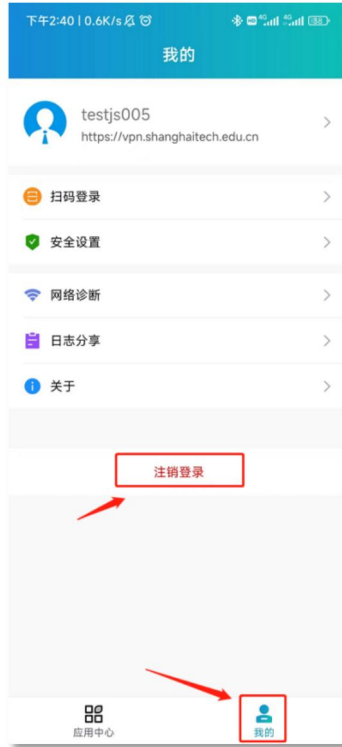 下午2:40 | 0.6K/s
我的
testjs005
https://vpn.shanghaitech.edu.cn
扫码登录
安全设置
网络诊断
日志分享
关于
注销登录
应用中心
我的